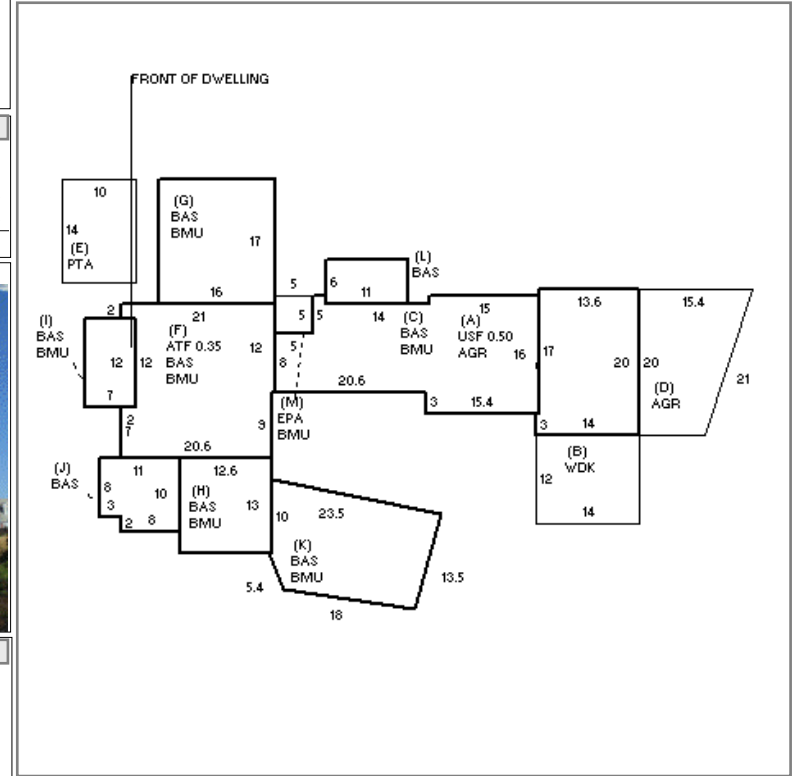 FRONT OF DWELLING
10
14
(E)
PTA
(G)
BAS
BMU
17
16
5
6
11
(L)
BAS
2
21
(I)
BAS
BMU
12
12
7
(F)
ATF 0.35
BAS
BMU
12
5
5
5
8
14
(C)
BAS
BMU
15
(A)
USF 0.50
AGR
16
13.6
17
20
20
15.4
21
(D)
AGR
20.6
3
15.4
3
14
(M)
EPA
BMU
9
2
7
20.6
(B)
WDK
12
14
(J)
BAS
11
8
10
3
2
8
12.6
(H)
BAS
BMU
13
10
23.5
(K)
BAS
BMU
13.5
5.4
18